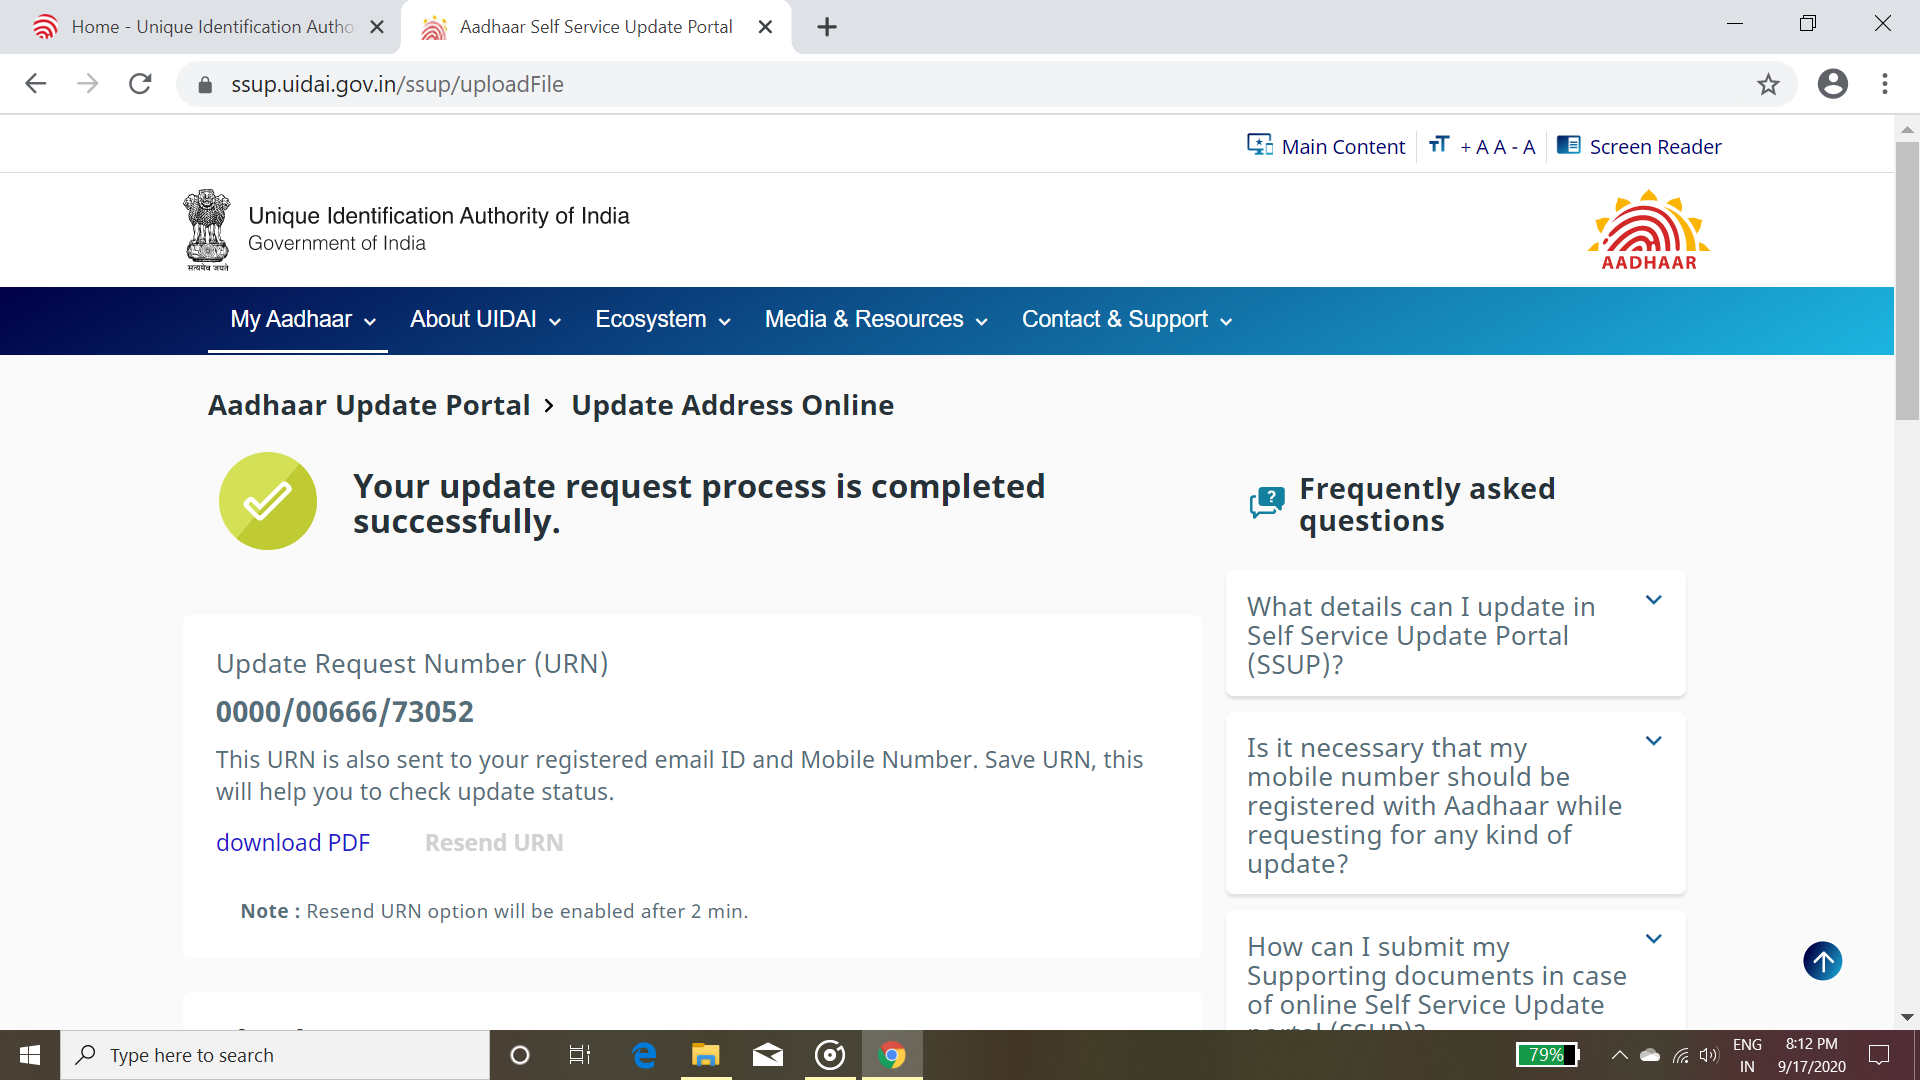 Home - Unique Identification Autho
Aadhaar Self Service Update Portal
ssup.uidai.gov.in/ssup/uploadFile
Main Content
TT + A A - A
Screen Reader
सत्यमेव जयते
Unique Identification Authority of India
Government of India
AADHAAR
My Aadhaar
About UIDAI
Ecosystem
Media & Resources
Contact & Support
Aadhaar Update Portal > Update Address Online
Your update request process is completed
successfully.
Update Request Number (URN)
0000/00666/73052
This URN is also sent to your registered email ID and Mobile Number. Save URN, this
will help you to check update status.
download PDF
Resend URN
Note : Resend URN option will be enabled after 2 min.
Frequently asked
questions
What details can I update in
Self Service Update Portal
(SSUP)?
Is it necessary that my
mobile number should be
registered with Aadhaar while
requesting for any kind of
update?
How can I submit my
Supporting documents in case
of online Self Service Update
portal (SSUP)?
Type here to search
79%
ENG
IN
8:12 PM
9/17/2020